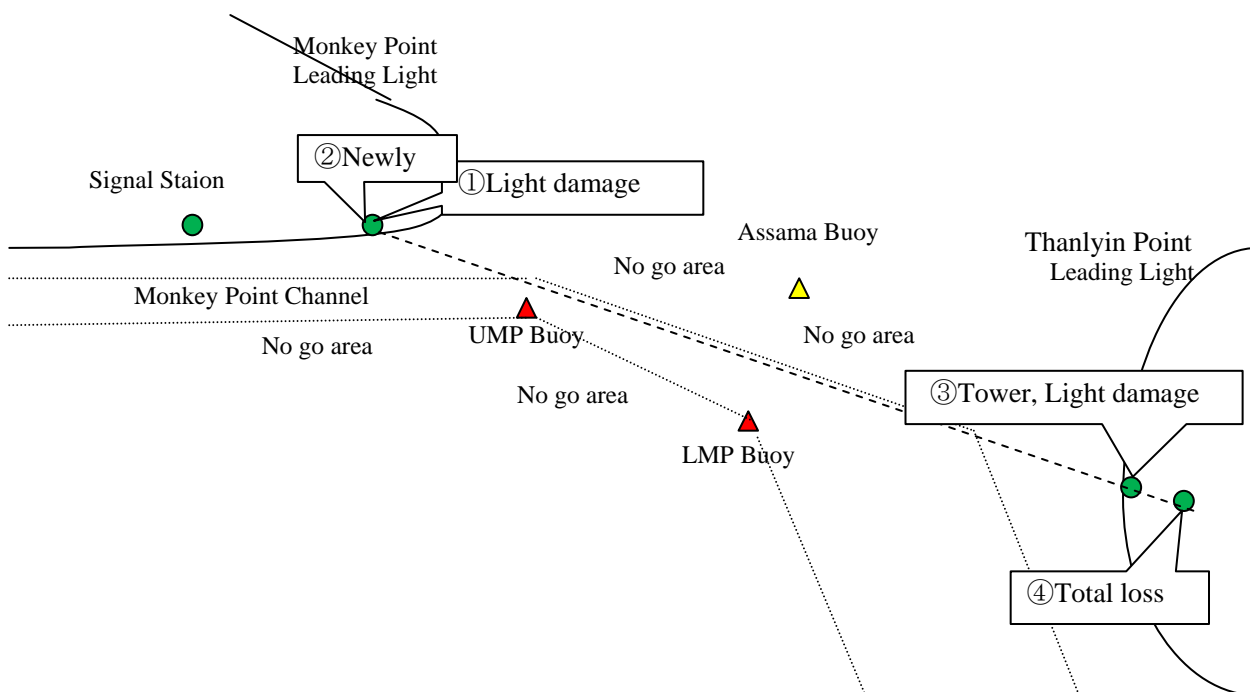 Monkey Point
Leading Light
②Newly
①Light damage
Signal Staion
Assama Buoy
Thanlyin Point
Leading Light
No go area
Monkey Point Channel
No go area
UMP Buoy
No go area
No go area
③Tower, Light damage
LMP Buoy
④Total loss